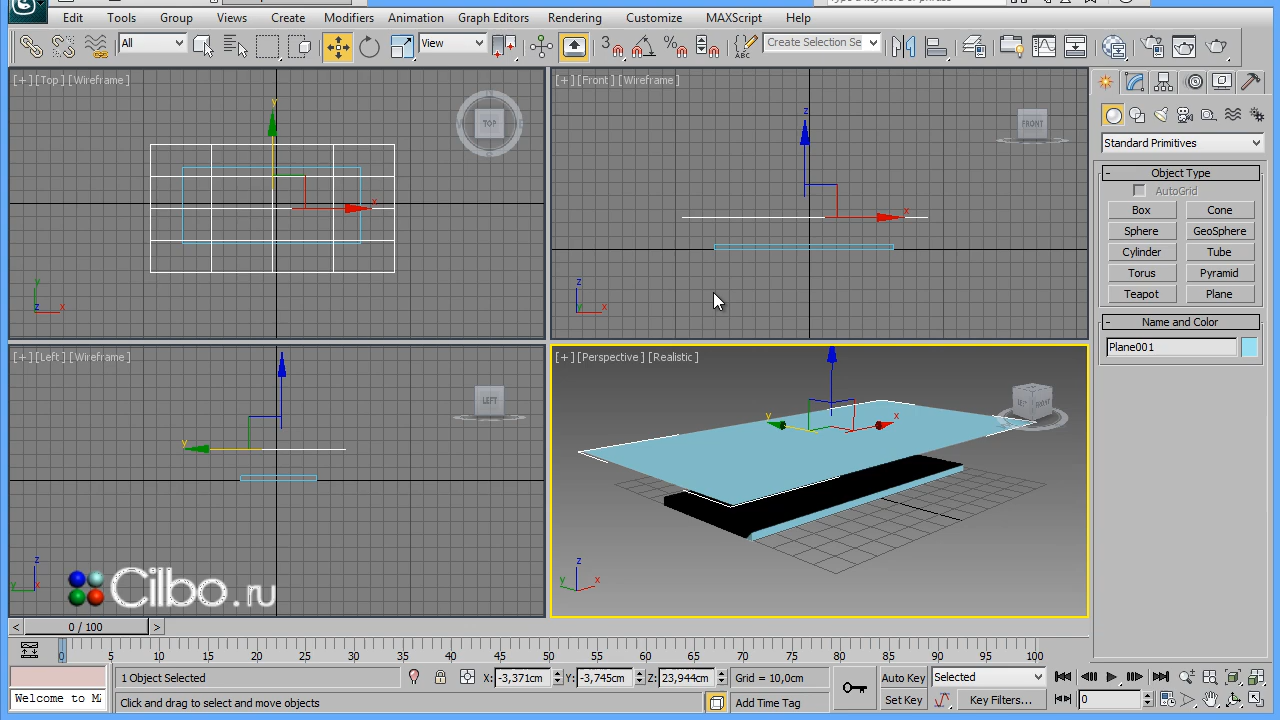 Edit Tools Group Views Create Modifiers Animation Graph Editors Rendering Customize MAXScript Help
All View Create Selection Se
[+] [Top] [Wireframe] TOP
[+] [Front] [Wireframe] FRONT
Standard Primitive:
Object Type
AutoGrid
Box Cone
Sphere GeoSphere
Cylinder Tube
Torus Pyramid
Teapot Plane
Name and Color
Plane001
[+] [Left] [Wireframe] LEFT
[+] [Perspective] [Realistic]
Cilbo.ru
0 / 100
0 5 10 15 20 25 30 35 40 45 50 55 60 65 70 75 80 85 90 95 100
1 Object Selected X: -3,371cm Y: -3,745cm Z: 23,944cm Grid = 10,0cm Auto Key Selected
Welcome to M Click and drag to select and move objects Add Time Tag Set Key Key Filters... 0